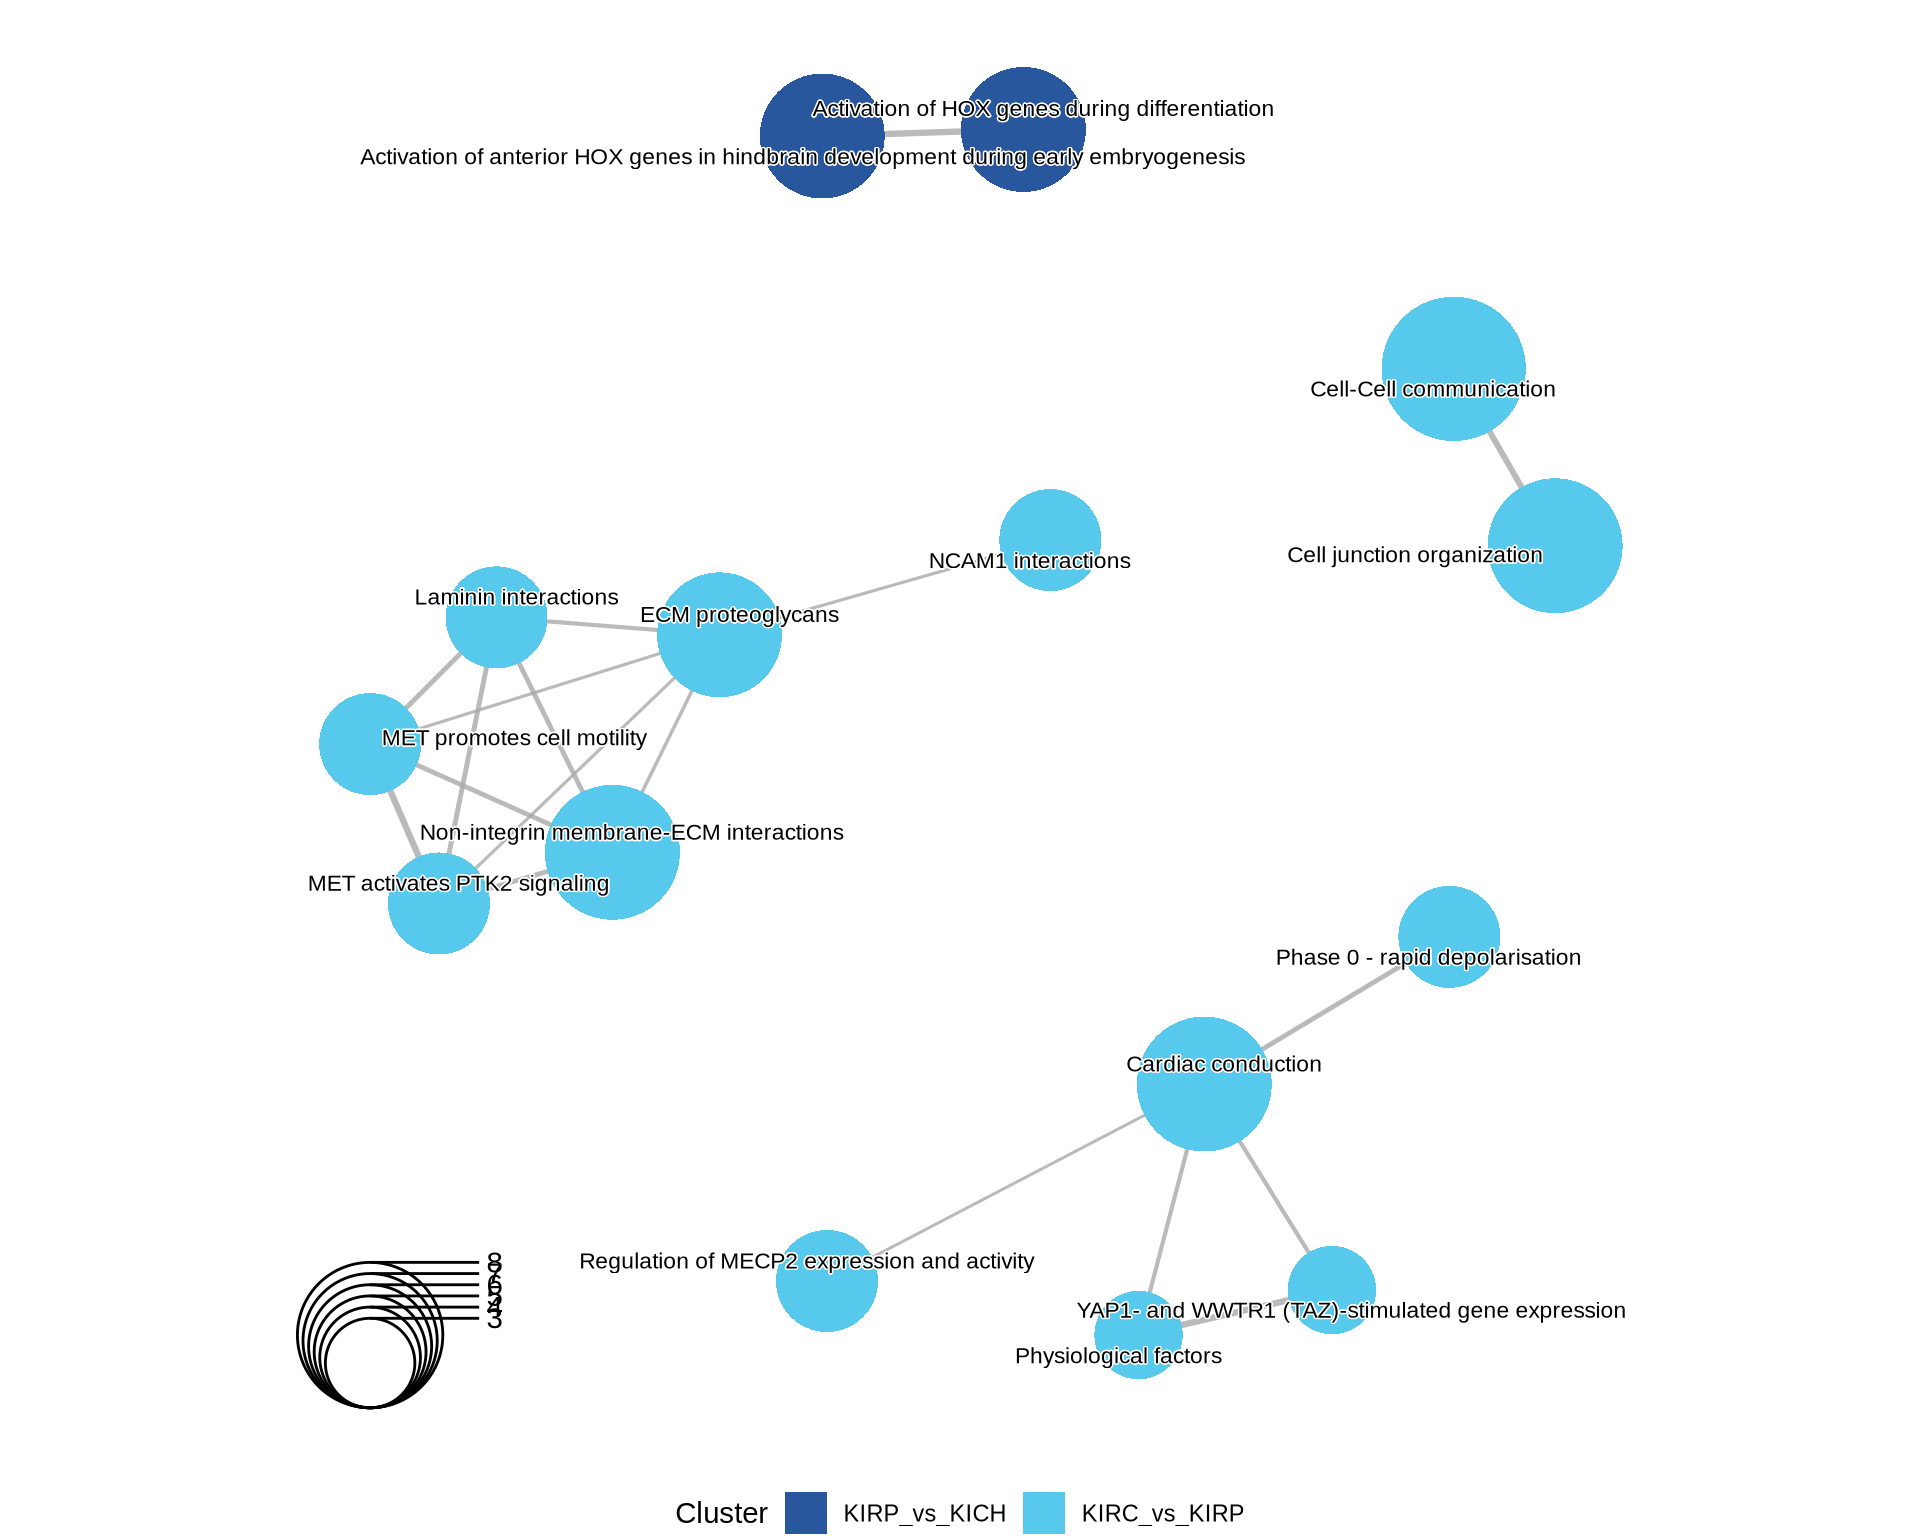 Activation of HOX genes during differentiation
Activation of anterior HOX genes in hindbrain development during early embryogenesis
Cell-Cell communication
Cell junction organization
NCAM1 interactions
Laminin interactions
ECM proteoglycans
MET promotes cell motility
Non-integrin membrane-ECM interactions
MET activates PTK2 signaling
Phase 0 - rapid depolarisation
Cardiac conduction
Regulation of MECP2 expression and activity
YAP1- and WWTR1 (TAZ)-stimulated gene expression
Physiological factors
8
7
6
5
4
3
Cluster KIRP_vs_KICH KIRC_vs_KIRP